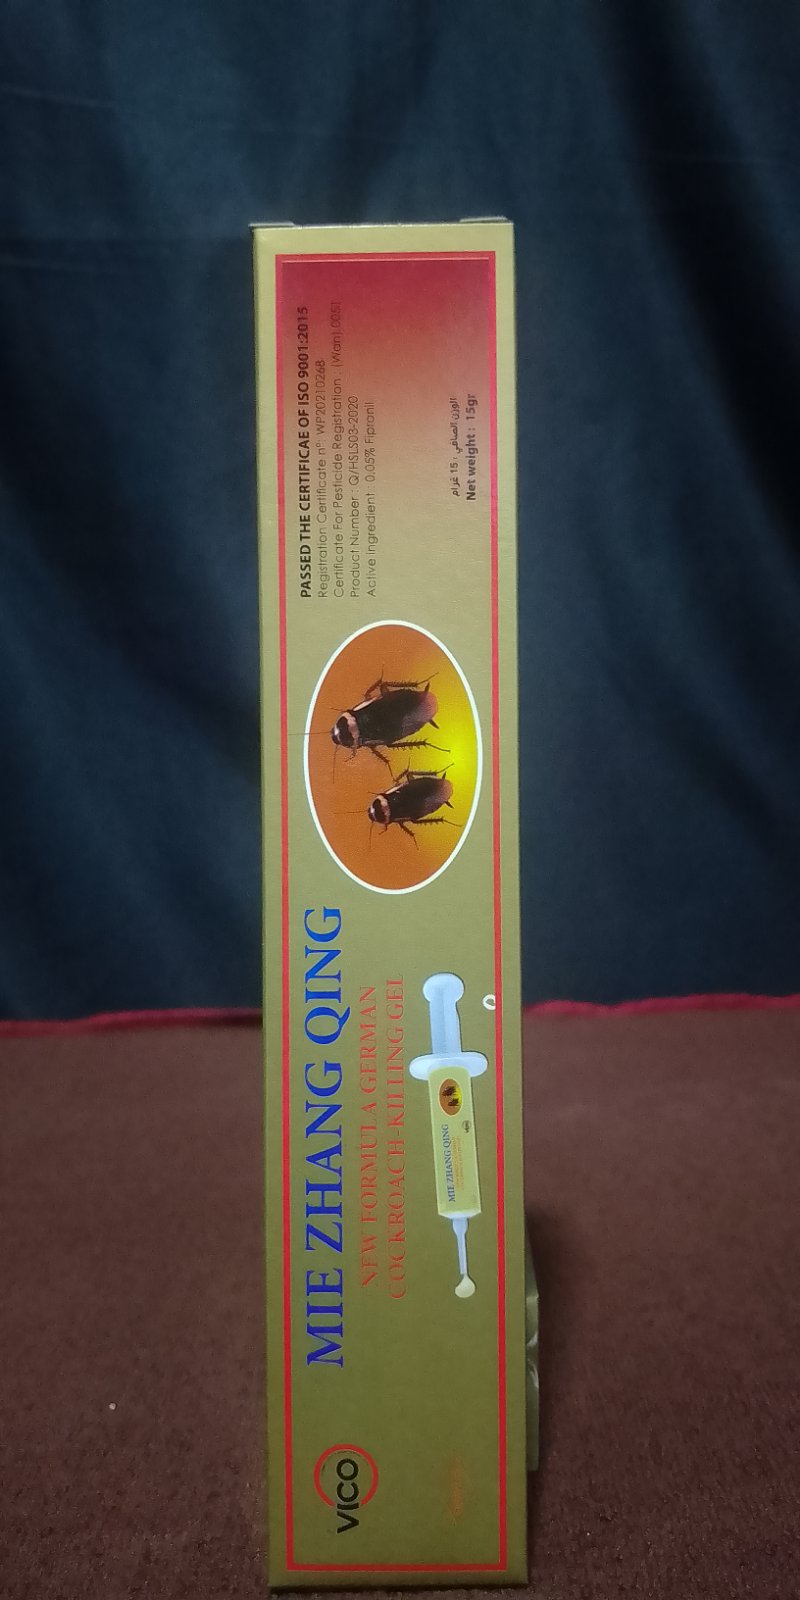 VICO
MIE ZHANG QING
NEW FORMULA GERMAN
COCKROACH-KILLING GEL
MIE ZHANG QING
PASSED THE CERTIFICAE OF ISO 9001:2015
Registration Certificate n°: WP20210268
Certificate For Pesticide Registration : (Wan) 0051
Product Number : Q/HSLS03-2020
Active ingredient : 0.05% Fipronil
الوزن الصافي : 15 غرام
Net weight : 15gr